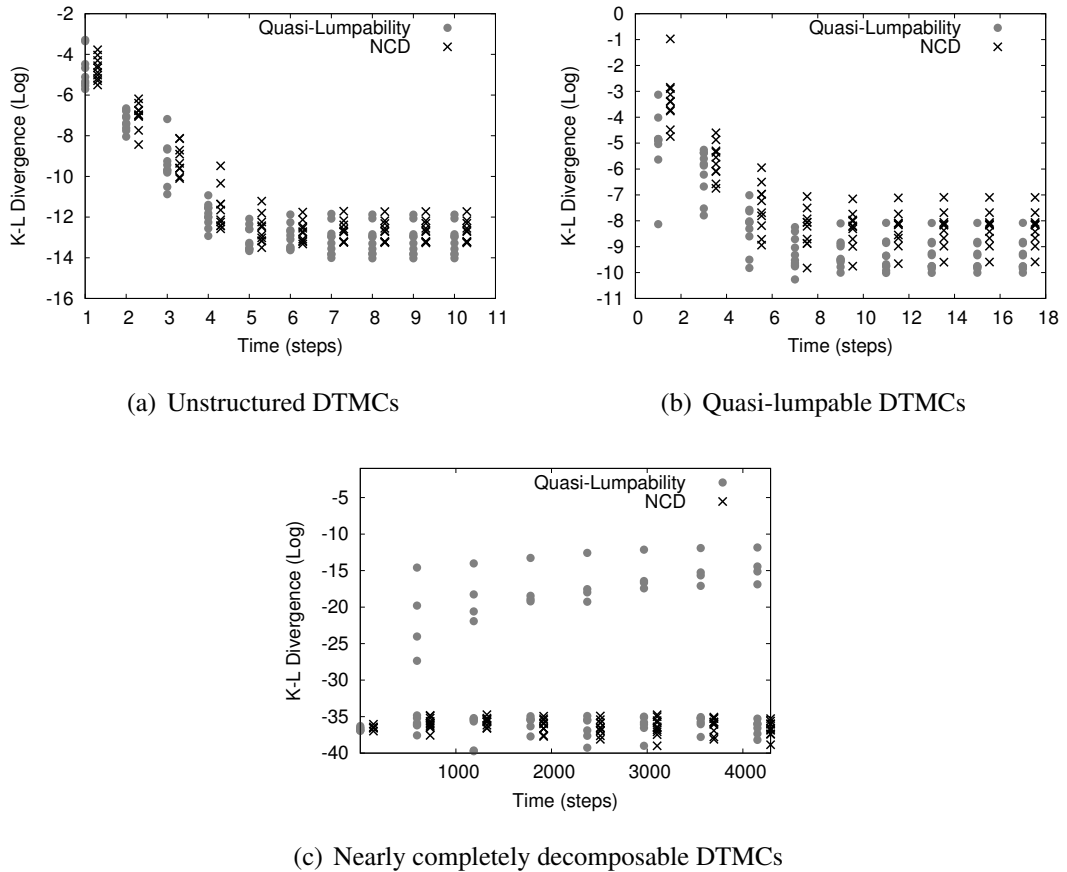 -2
-4
-6
-8
-10
-12
-14
-16
K-L Divergence (Log)
Quasi-Lumpability
NCD
1 2 3 4 5 6 7 8 9 10 11
Time (steps)
(a) Unstructured DTMCs
0
-1
-2
-3
-4
-5
-6
-7
-8
-9
-10
-11
K-L Divergence (Log)
Quasi-Lumpability
NCD
0 2 4 6 8 10 12 14 16 18
Time (steps)
(b) Quasi-lumpable DTMCs
-5
-10
-15
-20
-25
-30
-35
-40
K-L Divergence (Log)
Quasi-Lumpability
NCD
1000 2000 3000 4000
Time (steps)
(c) Nearly completely decomposable DTMCs